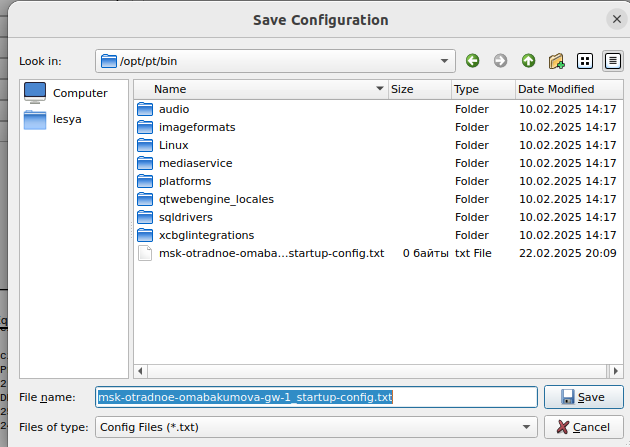 Save Configuration
Look in: /opt/pt/bin
Computer
lesya
Name Size Type Date Modified
audio Folder 10.02.2025 14:17
imageformats Folder 10.02.2025 14:17
Linux Folder 10.02.2025 14:17
mediaservice Folder 10.02.2025 14:17
platforms Folder 10.02.2025 14:17
qtwebengine_locales Folder 10.02.2025 14:17
sqldrivers Folder 10.02.2025 14:17
xcbglintegrations Folder 10.02.2025 14:17
msk-otradnoe-omaba...startup-config.txt 0 байты txt File 22.02.2025 20:09
File name: msk-otradnoe-omabakumova-gw-1_startup-config.txt Save
Files of type: Config Files (*.txt) Cancel